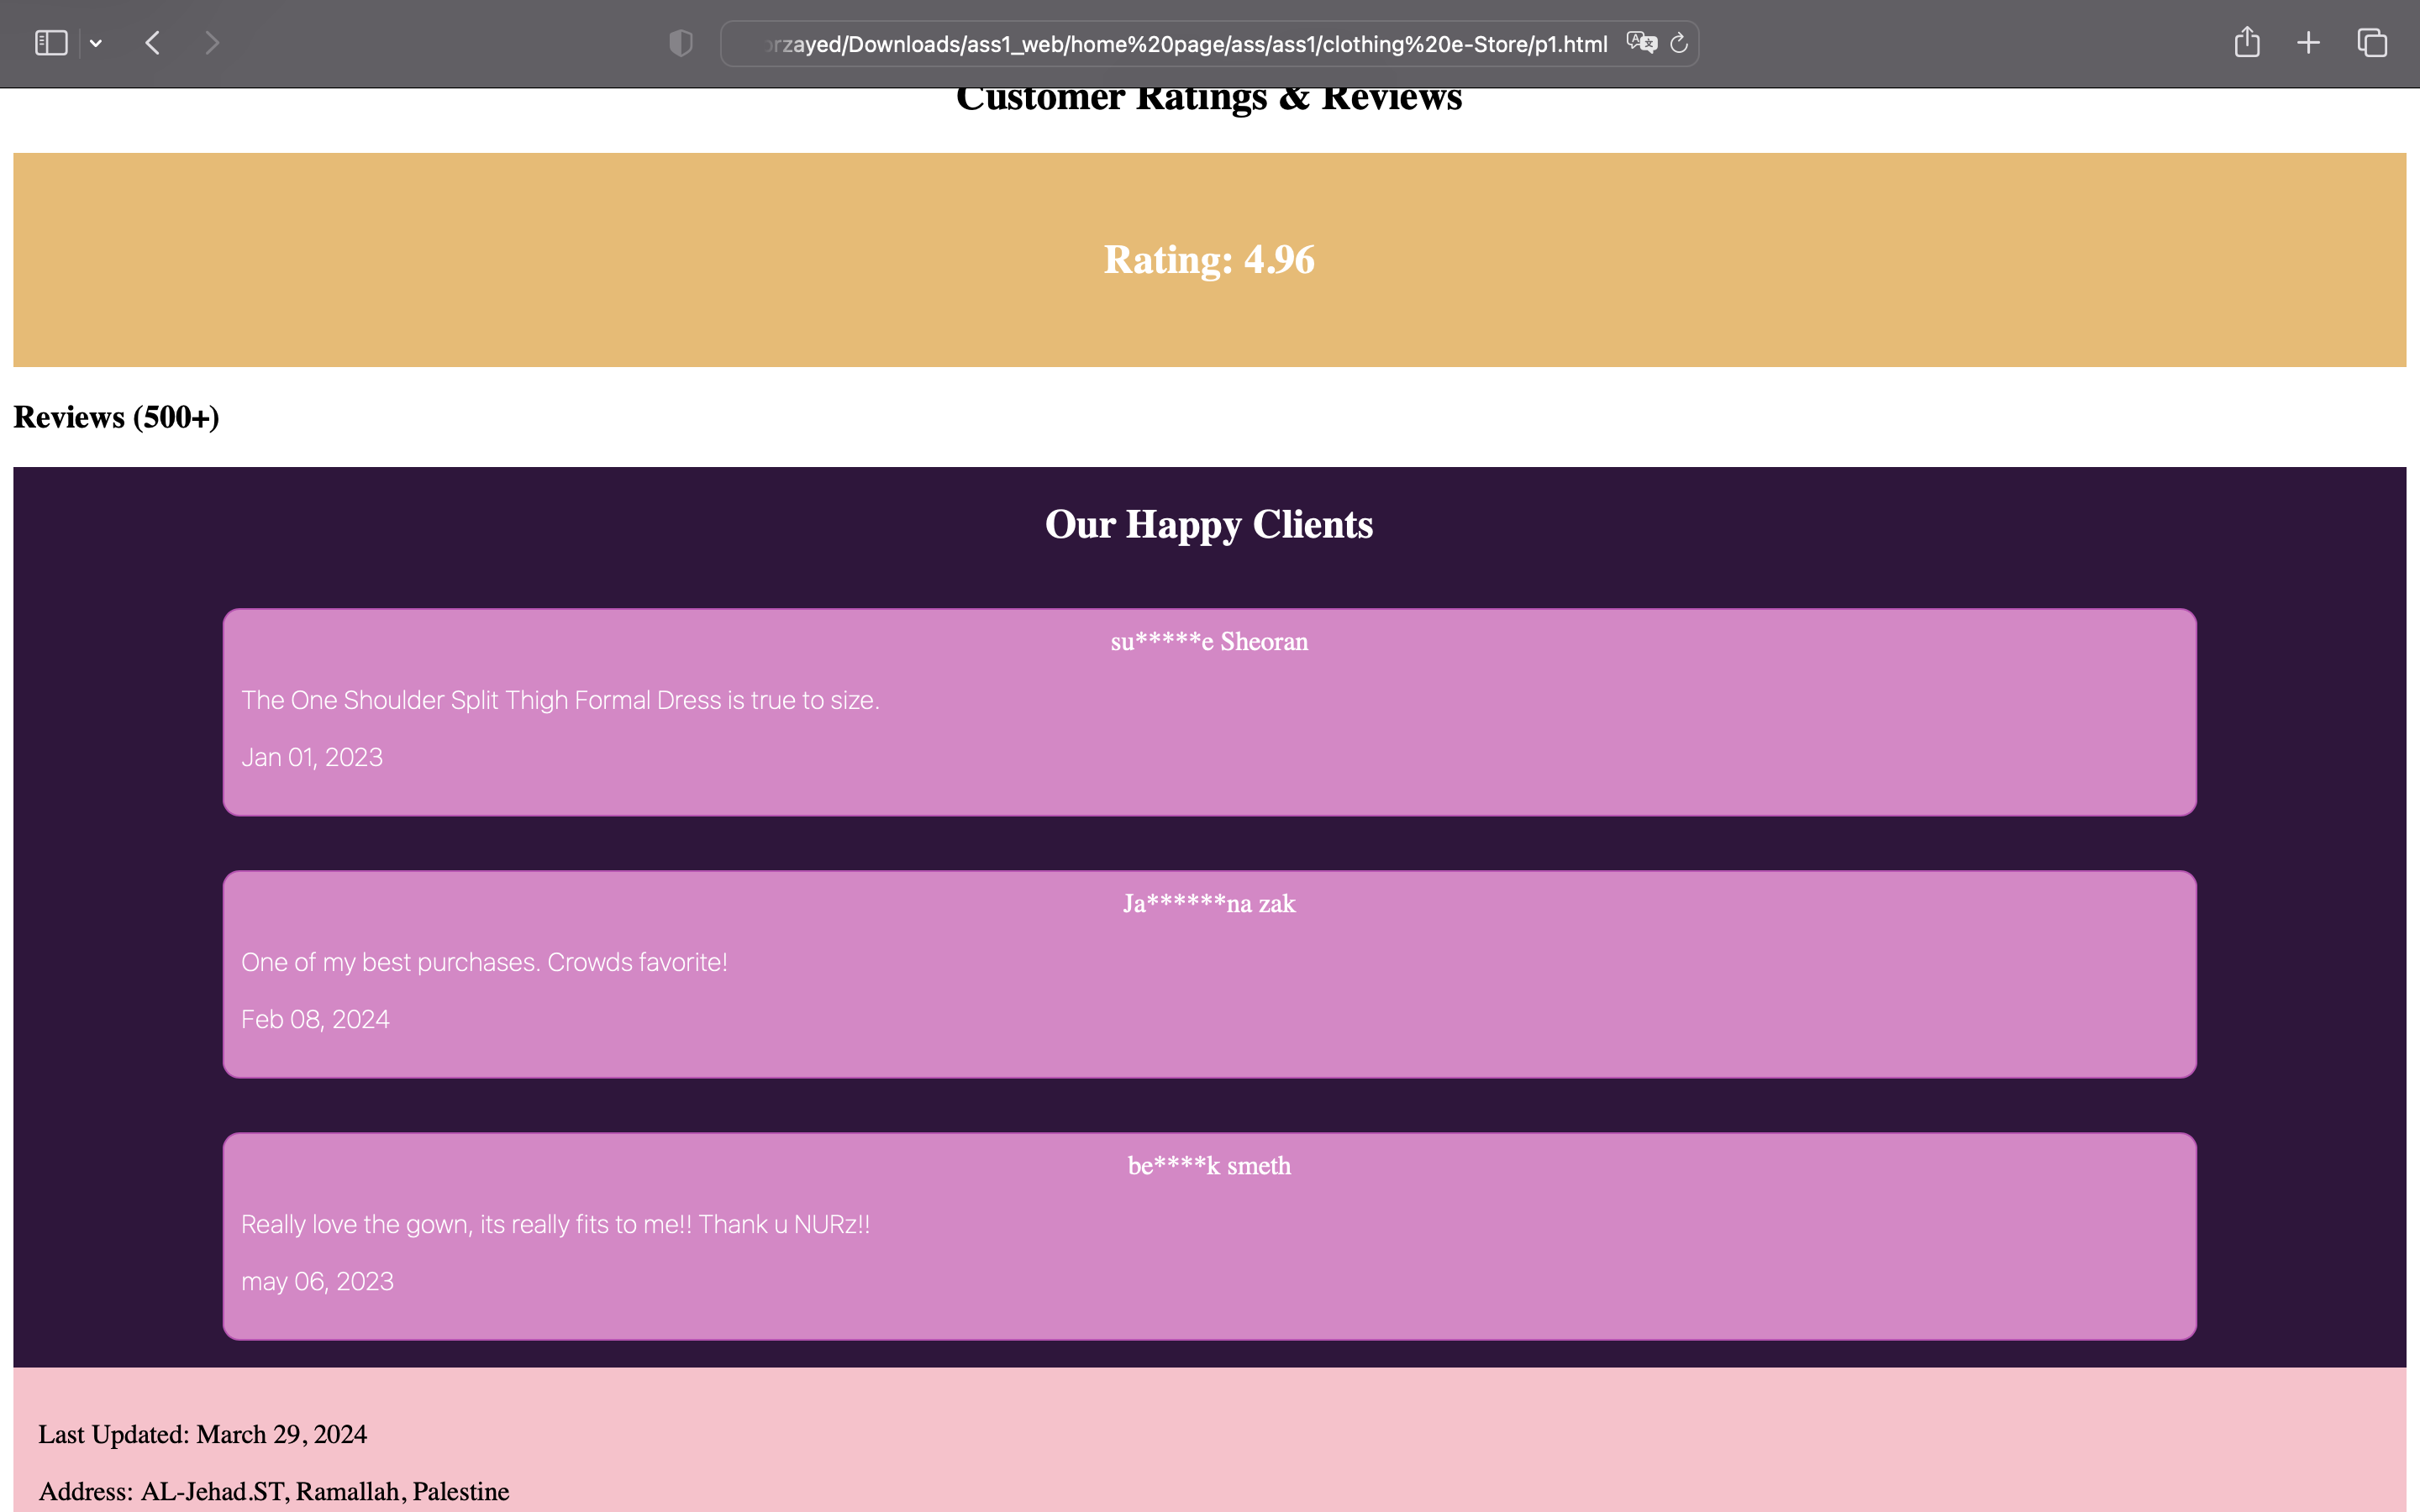 rzayed/Downloads/ass1_web/home%20page/ass/ass1/clothing%20e-Store/p1.html
Customer Ratings & Reviews
Rating: 4.96
Reviews (500+)
Our Happy Clients
su*****e Sheoran
The One Shoulder Split Thigh Formal Dress is true to size.
Jan 01, 2023
Ja******na zak
One of my best purchases. Crowds favorite!
Feb 08, 2024
be****k smeth
Really love the gown, its really fits to me!! Thank u NURz!!
may 06, 2023
Last Updated: March 29, 2024
Address: AL-Jehad.ST, Ramallah, Palestine